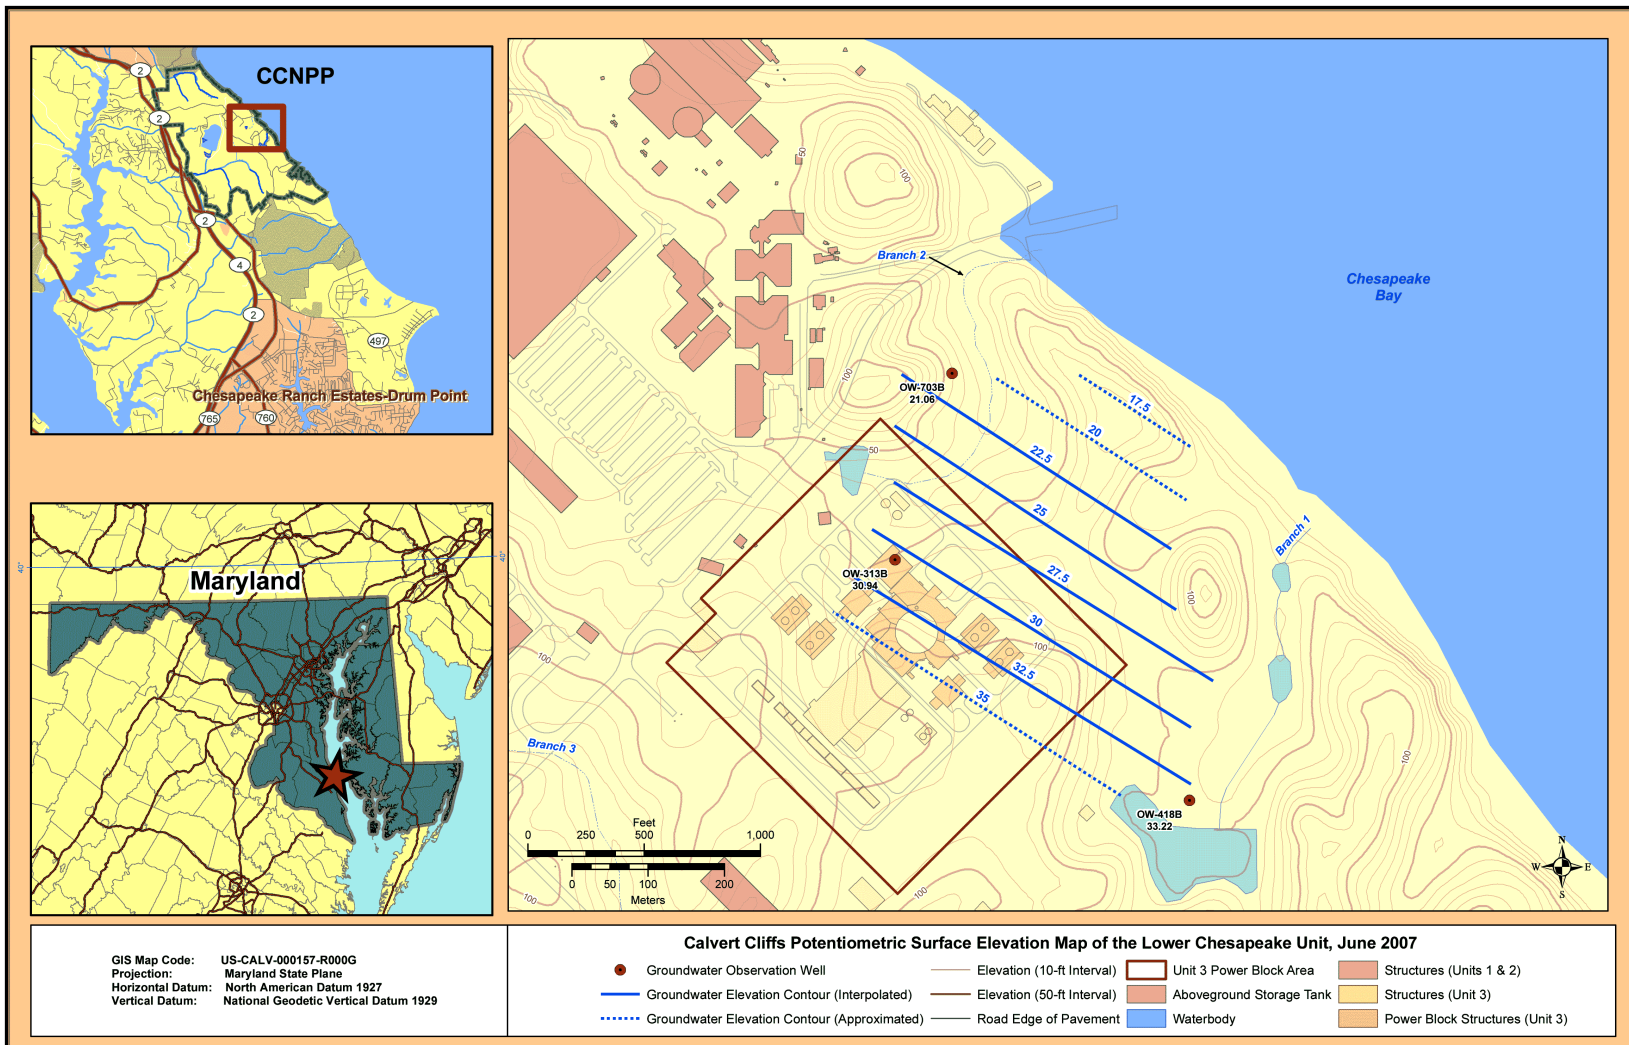 CCNPP
2
2
2
4
2
497
Chesapeake Ranch Estates-Drum Point
765
760
40°
40°
Maryland
50
100
Branch 2
Chesapeake
Bay
100
OW-703B
21.06
17.5
20
22.5
50
25
Branch 1
OW-313B
30.94
27.5
100
30
100
100
32.5
35
Branch 3
100
OW-418B
33.22
Feet
0
250
500
1,000
0
50
100
200
Meters
100
N
W
E
S
GIS Map Code: US-CALV-000157-R000G
Projection: Maryland State Plane
Horizontal Datum: North American Datum 1927
Vertical Datum: National Geodetic Vertical Datum 1929
Calvert Cliffs Potentiometric Surface Elevation Map of the Lower Chesapeake Unit, June 2007
Groundwater Observation Well
Groundwater Elevation Contour (Interpolated)
Groundwater Elevation Contour (Approximated)
Elevation (10-ft Interval)
Elevation (50-ft Interval)
Road Edge of Pavement
Unit 3 Power Block Area
Aboveground Storage Tank
Waterbody
Structures (Units 1 & 2)
Structures (Unit 3)
Power Block Structures (Unit 3)